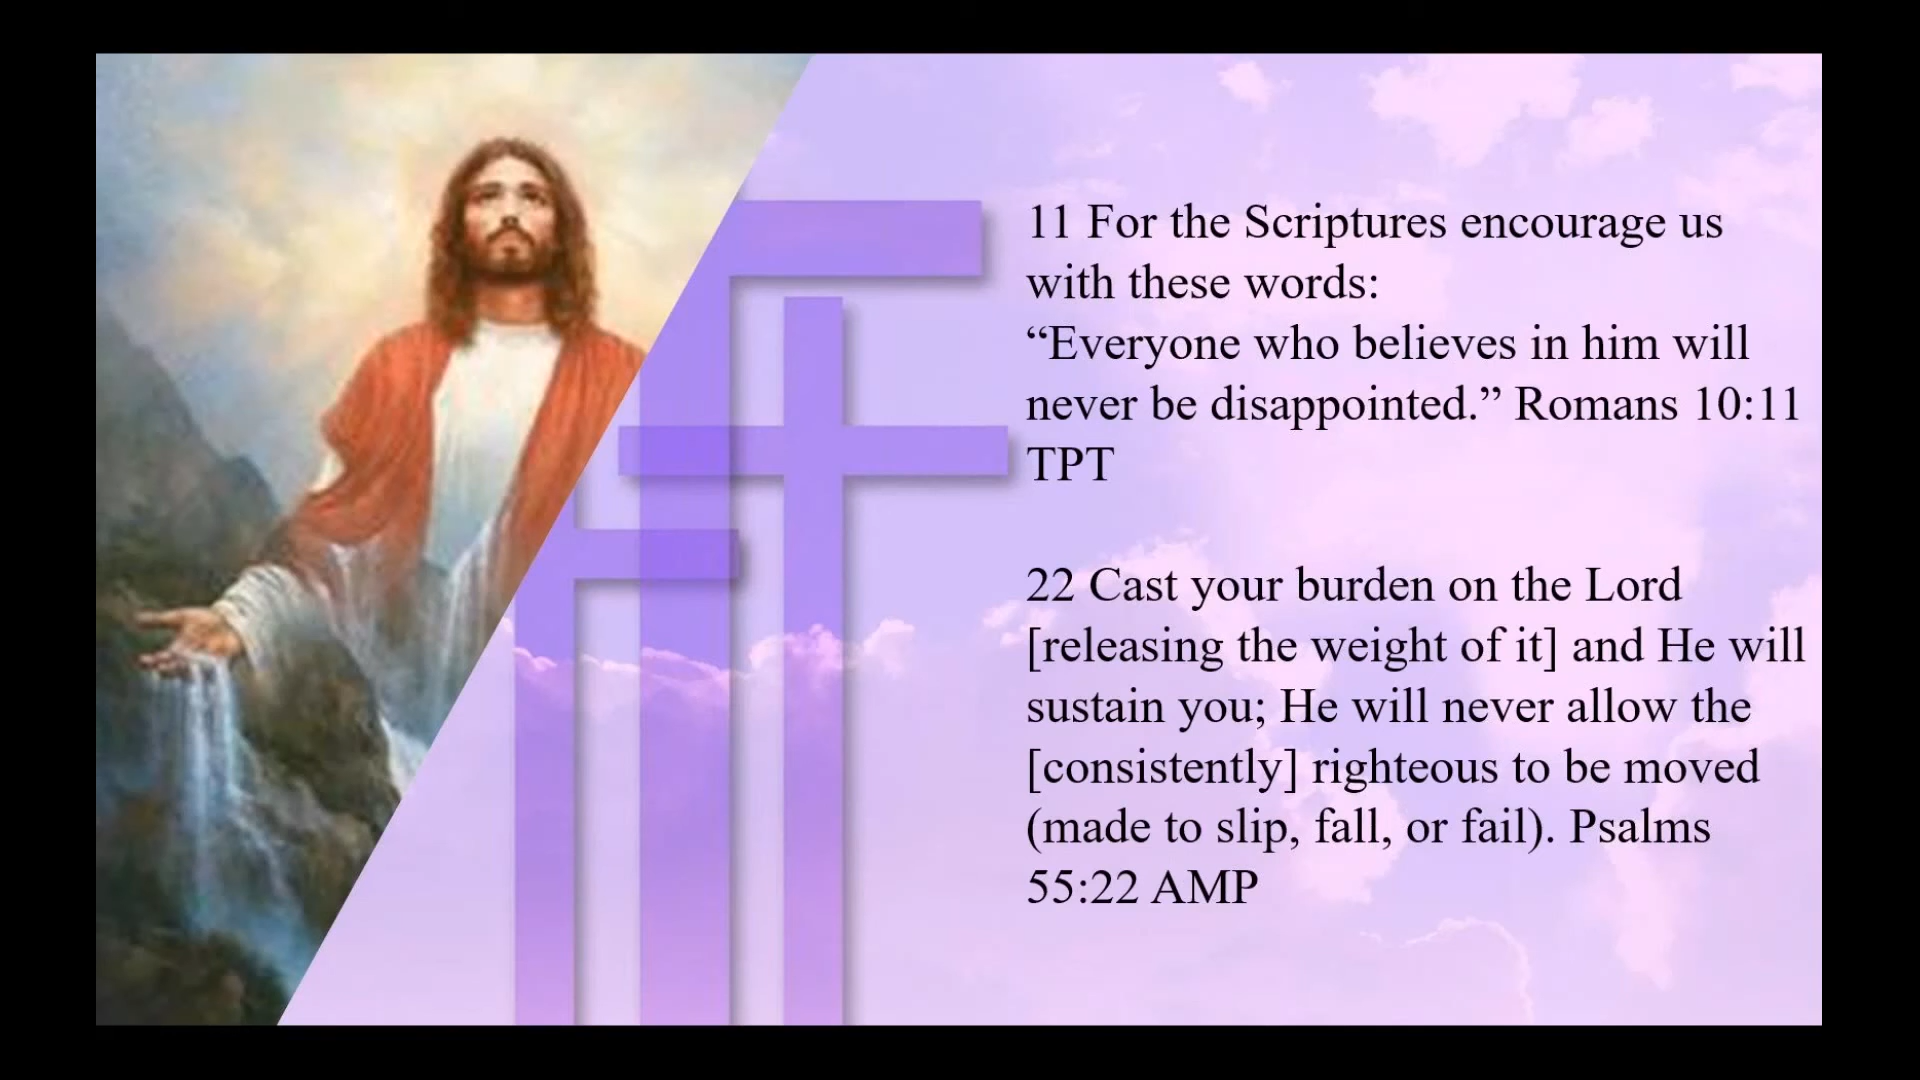 11 For the Scriptures encourage us
with these words:
“Everyone who believes in him will
never be disappointed.” Romans 10:11
TPT
22 Cast your burden on the Lord
[releasing the weight of it] and He will
sustain you; He will never allow the
[consistently] righteous to be moved
(made to slip, fall, or fail). Psalms
55:22 AMP